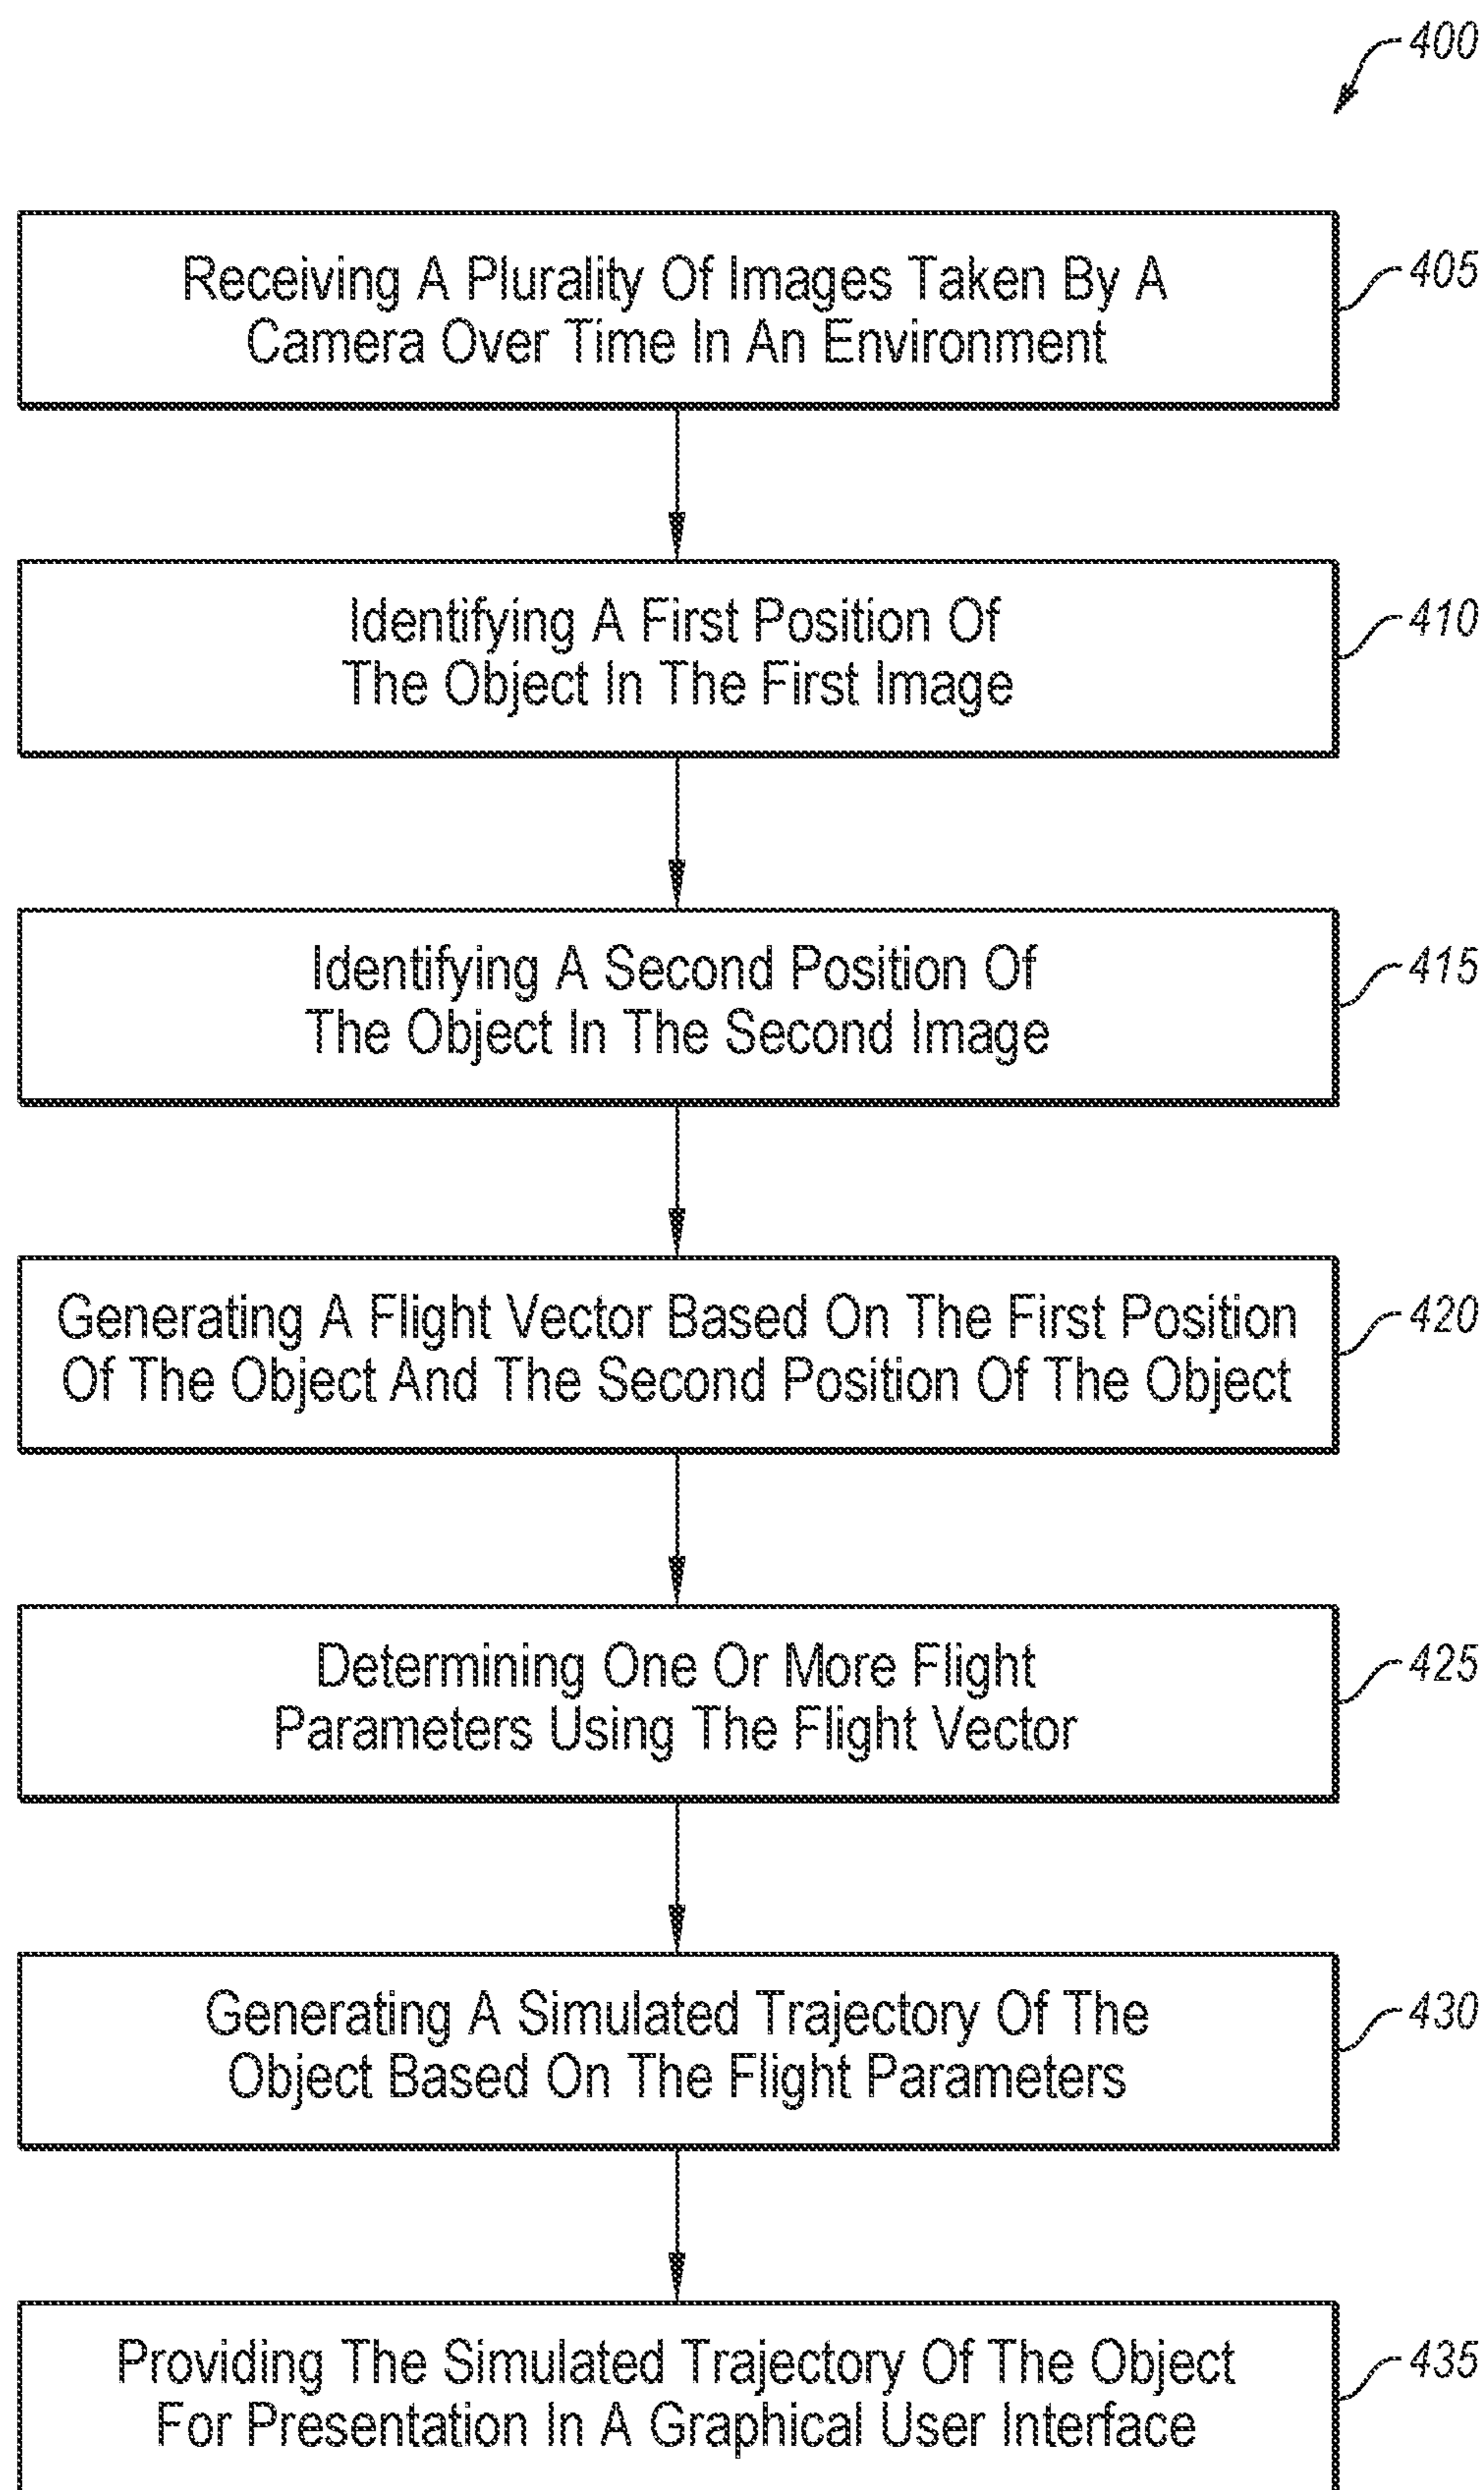 400
Receiving A Plurality Of Images Taken By A
Camera Over Time In An Environment
405
Identifying A First Position Of
The Object In The First Image
410
Identifying A Second Position Of
The Object In The Second Image
415
Generating A Flight Vector Based On The First Position
Of The Object And The Second Position Of The Object
420
Determining One Or More Flight
Parameters Using The Flight Vector
425
Generating A Simulated Trajectory Of The
Object Based On The Flight Parameters
430
Providing The Simulated Trajectory Of The Object
For Presentation In A Graphical User Interface
435